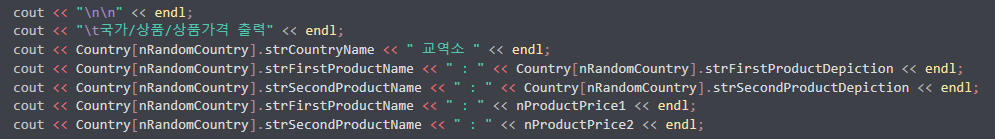 cout << "\n\n" << endl;
cout << "\t국가/상품/상품가격 출력" << endl;
cout << Country[nRandomCountry].strCountryName << " 교역소 " << endl;
cout << Country[nRandomCountry].strFirstProductName << " : " << Country[nRandomCountry].strFirstProductDepiction << endl;
cout << Country[nRandomCountry].strSecondProductName << " : " << Country[nRandomCountry].strSecondProductDepiction << endl;
cout << Country[nRandomCountry].strFirstProductName << " : " << nProductPrice1 << endl;
cout << Country[nRandomCountry].strSecondProductName << " : " << nProductPrice2 << endl;